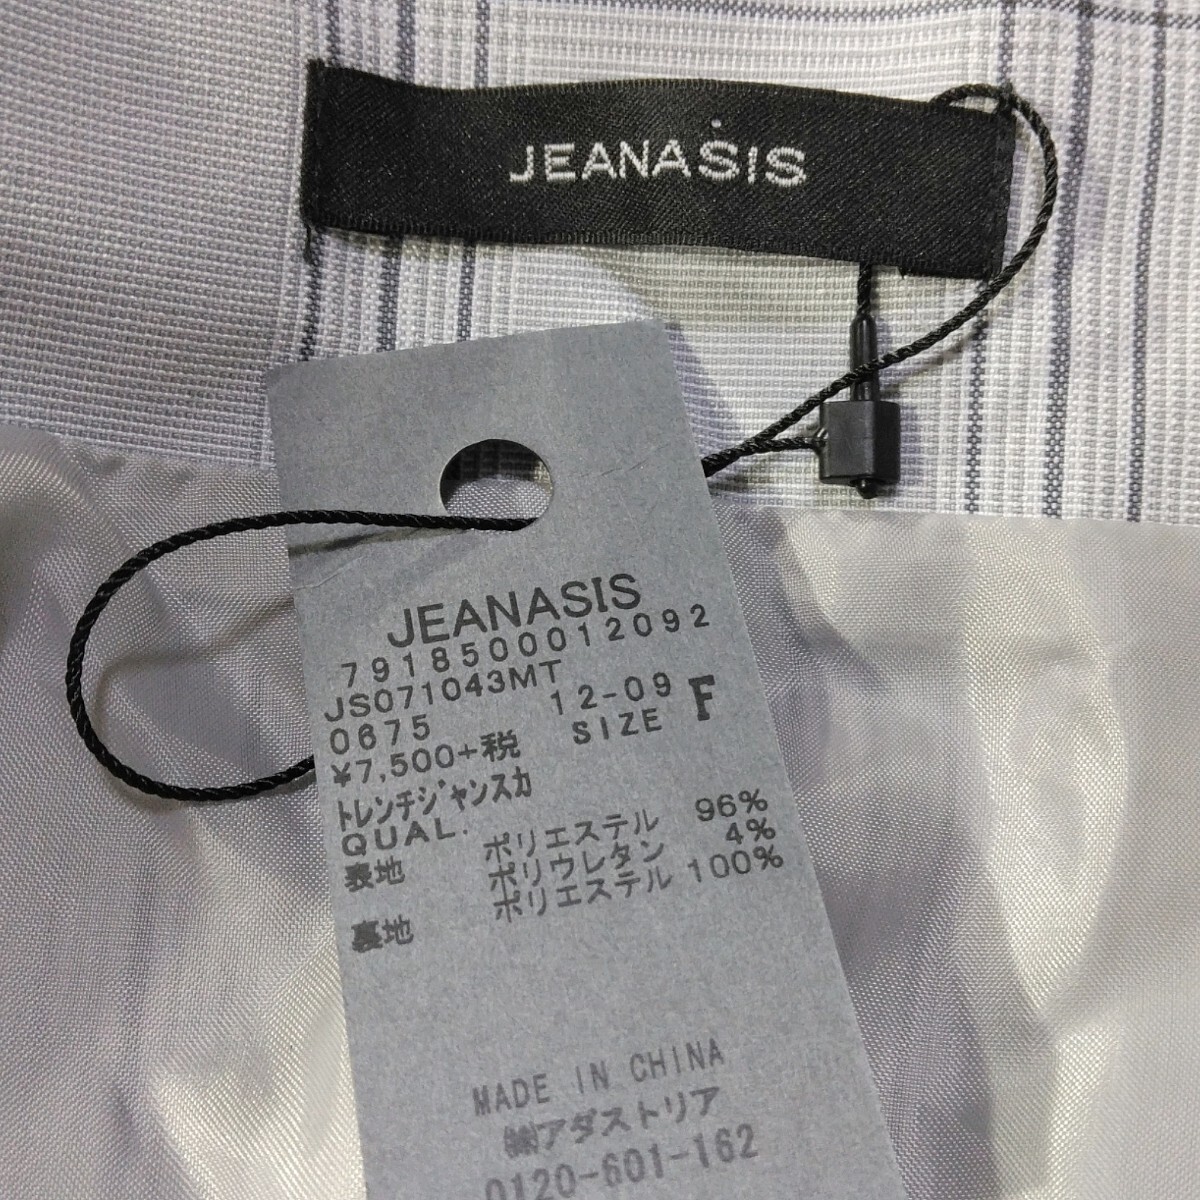 JEANASIS
JEANASIS
7918500012092
JS071043MT
0675 12-09
¥7,500+税 SIZE F
トレンチジャンスカ
QUAL.
表地 ポリエステル 96%
ポリウレタン 4%
裏地 ポリエステル 100%
MADE IN CHINA
㈱アダストリア
0120-601-162